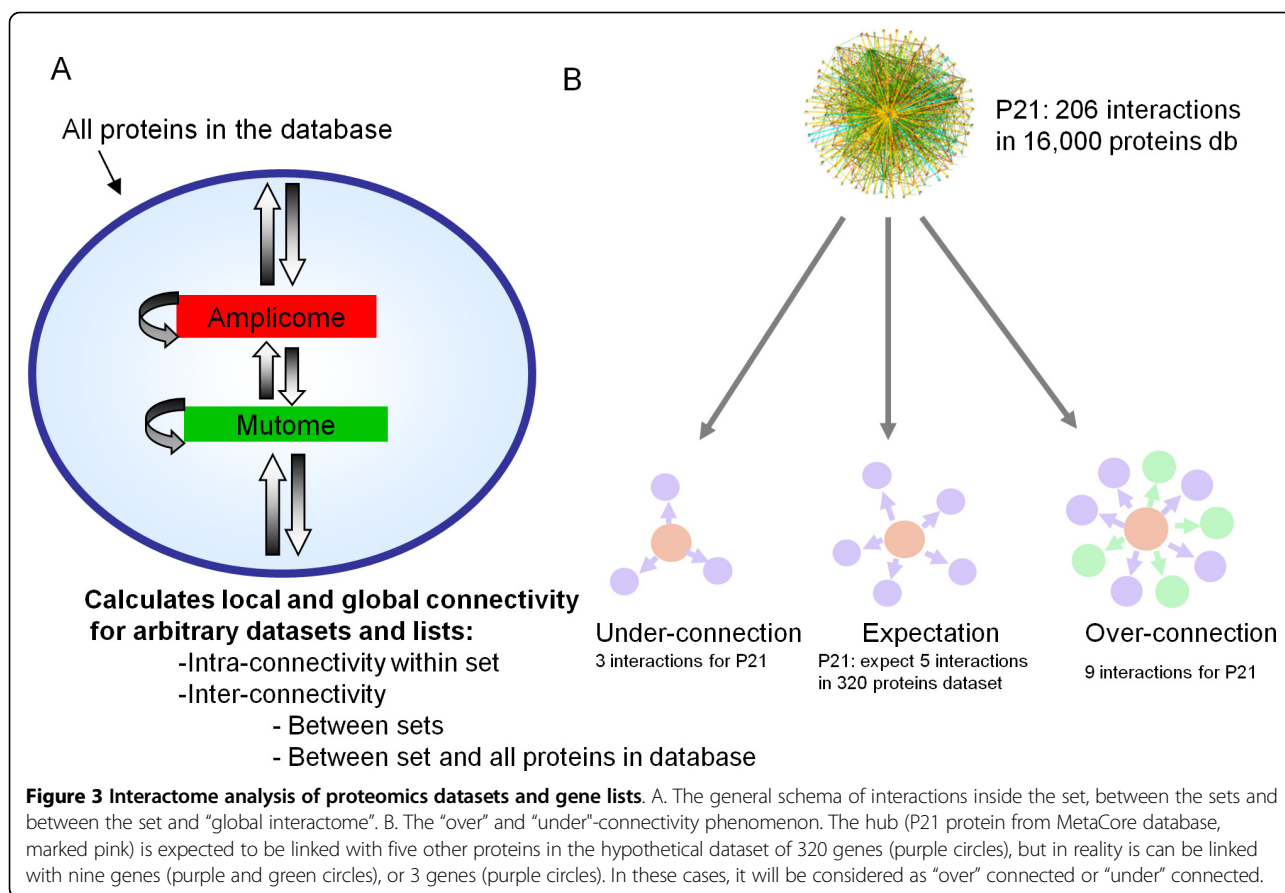 A
B
All proteins in the database
P21: 206 interactions
in 16,000 proteins db
Amplicome
Mutome
Calculates local and global connectivity
for arbitrary datasets and lists:
-Intra-connectivity within set
-Inter-connectivity
- Between sets
- Between set and all proteins in database
Under-connection
3 interactions for P21
Expectation
P21: expect 5 interactions
in 320 proteins dataset
Over-connection
9 interactions for P21
Figure 3 Interactome analysis of proteomics datasets and gene lists. A. The general schema of interactions inside the set, between the sets and
between the set and “global interactome”. B. The “over” and “under"-connectivity phenomenon. The hub (P21 protein from MetaCore database,
marked pink) is expected to be linked with five other proteins in the hypothetical dataset of 320 genes (purple circles), but in reality is can be linked
with nine genes (purple and green circles), or 3 genes (purple circles). In these cases, it will be considered as “over” connected or “under” connected.